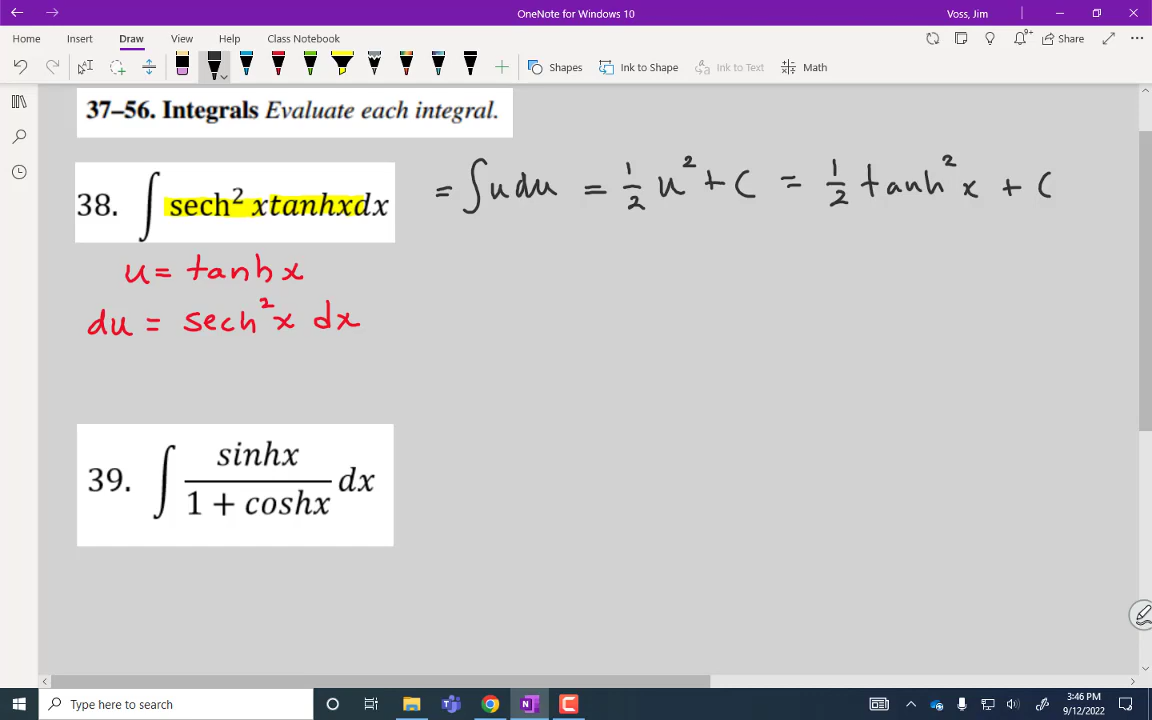 OneNote for Windows 10
Voss, Jim
Home Insert Draw View Help Class Notebook
9+ Share
Shapes Ink to Shape Ink to Text Math
37–56. Integrals Evaluate each integral.
38. ∫ sech² xtanhxdx = ∫ u du = 1/2 u² + C = 1/2 tanh² x + C
u = tanh x
du = sech² x dx
39. ∫ sinhx / 1 + coshx dx
Type here to search
3:46 PM
9/12/2022